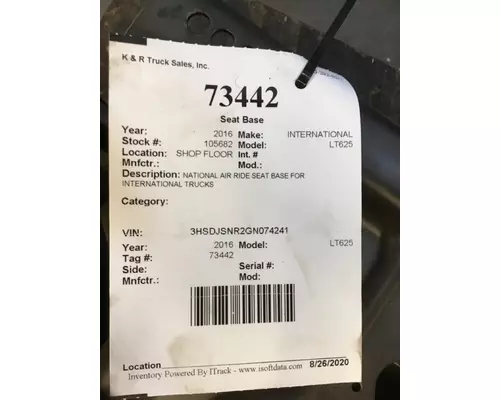 K & R Truck Sales, Inc.
73442
Seat Base
Year: 2016 Make: INTERNATIONAL
Stock #: 105682 Model: LT625
Location: SHOP FLOOR Int. #
Mnfctr.: Mod.:
Description: NATIONAL AIR RIDE SEAT BASE FOR
INTERNATIONAL TRUCKS
Category:
VIN: 3HSDJSNR2GN074241
Year: 2016 Model: LT625
Tag #: 73442
Side: Serial #:
Mnfctr: Mod:
Location
8/26/2020
Inventory Powered By ITrack - www.isoftdata.com